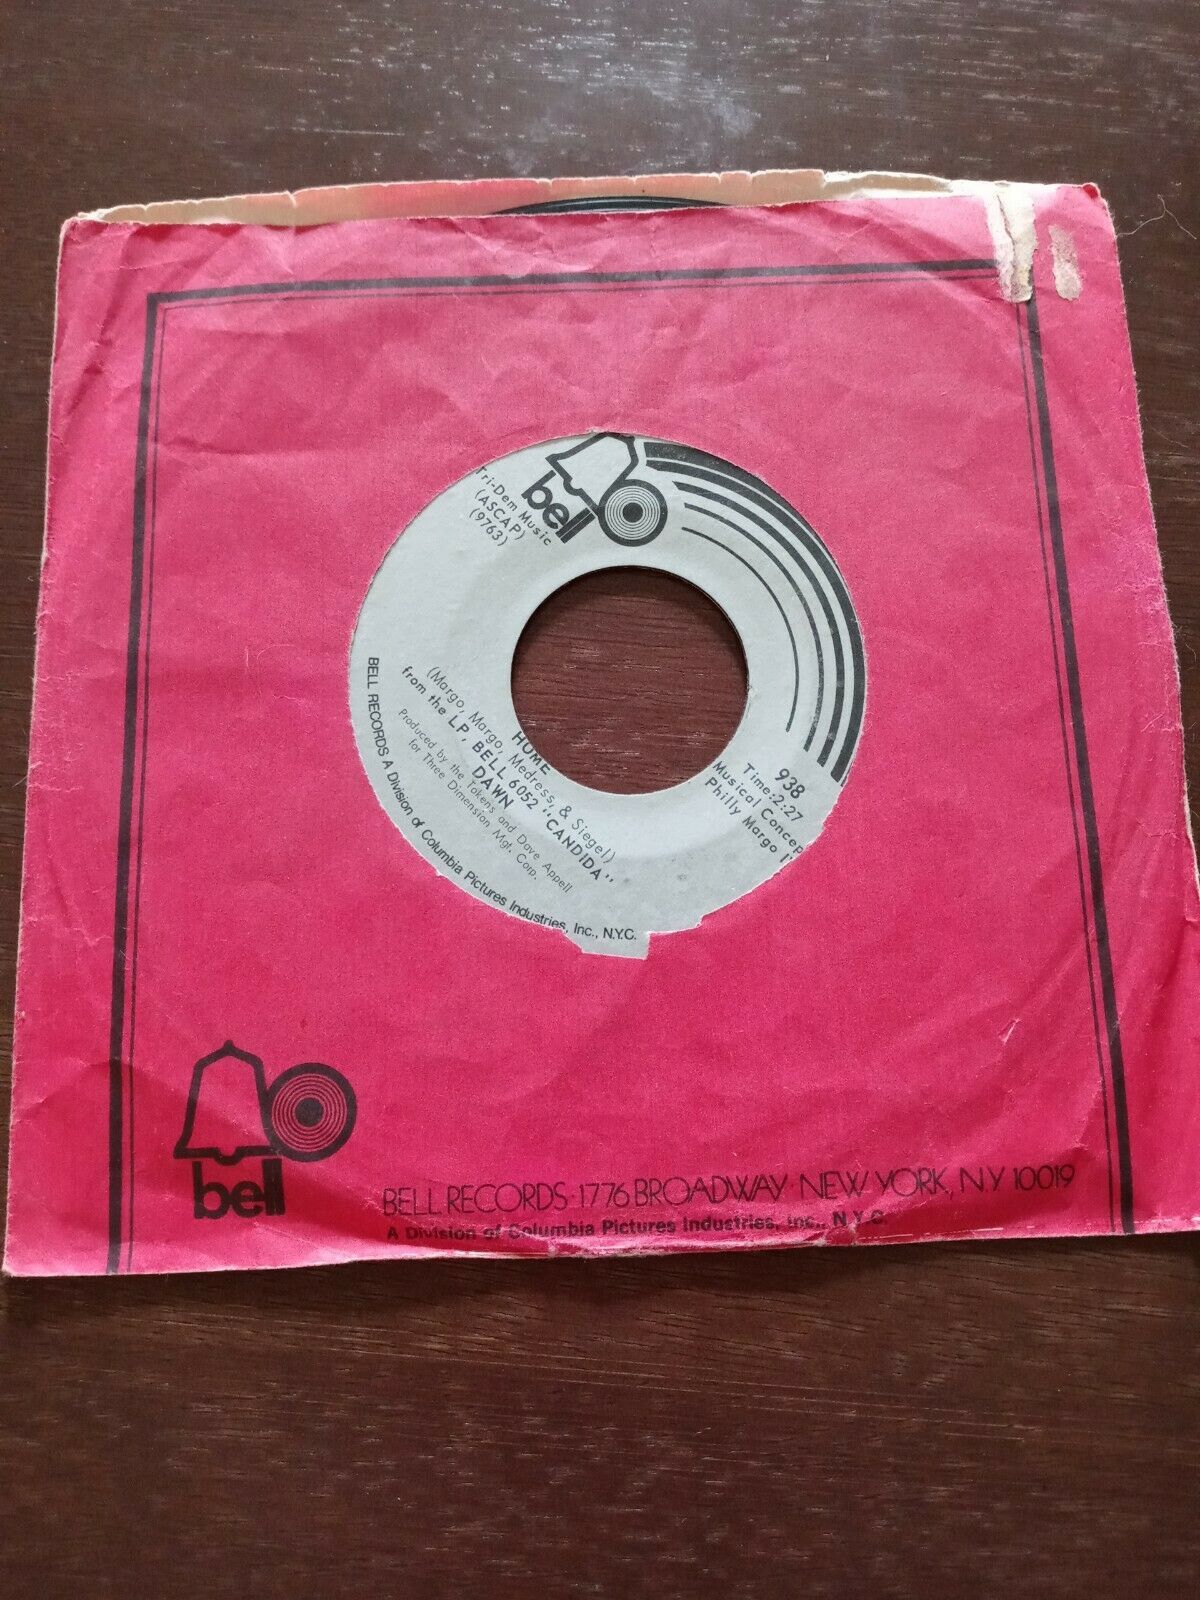 bell
Tri-Dem Music
(ASCAP)
(9763)
938
Time:2:27
Musical
Philly Margo
HOME
(Margo, Margo, Medress, & Siegel)
from the LP, BELL 6052 "CANDIDA"
DAWN
Produced by the Tokens and Dave Appell
for Three Dimension Mgt. Corp.
BELL RECORDS A Division of Columbia Pictures Industries, Inc., N.Y.C.
bell
BELL RECORDS · 1776 BROADWAY · NEW YORK, N.Y. 10019
A Division of Columbia Pictures Industries, Inc., N.Y.C.